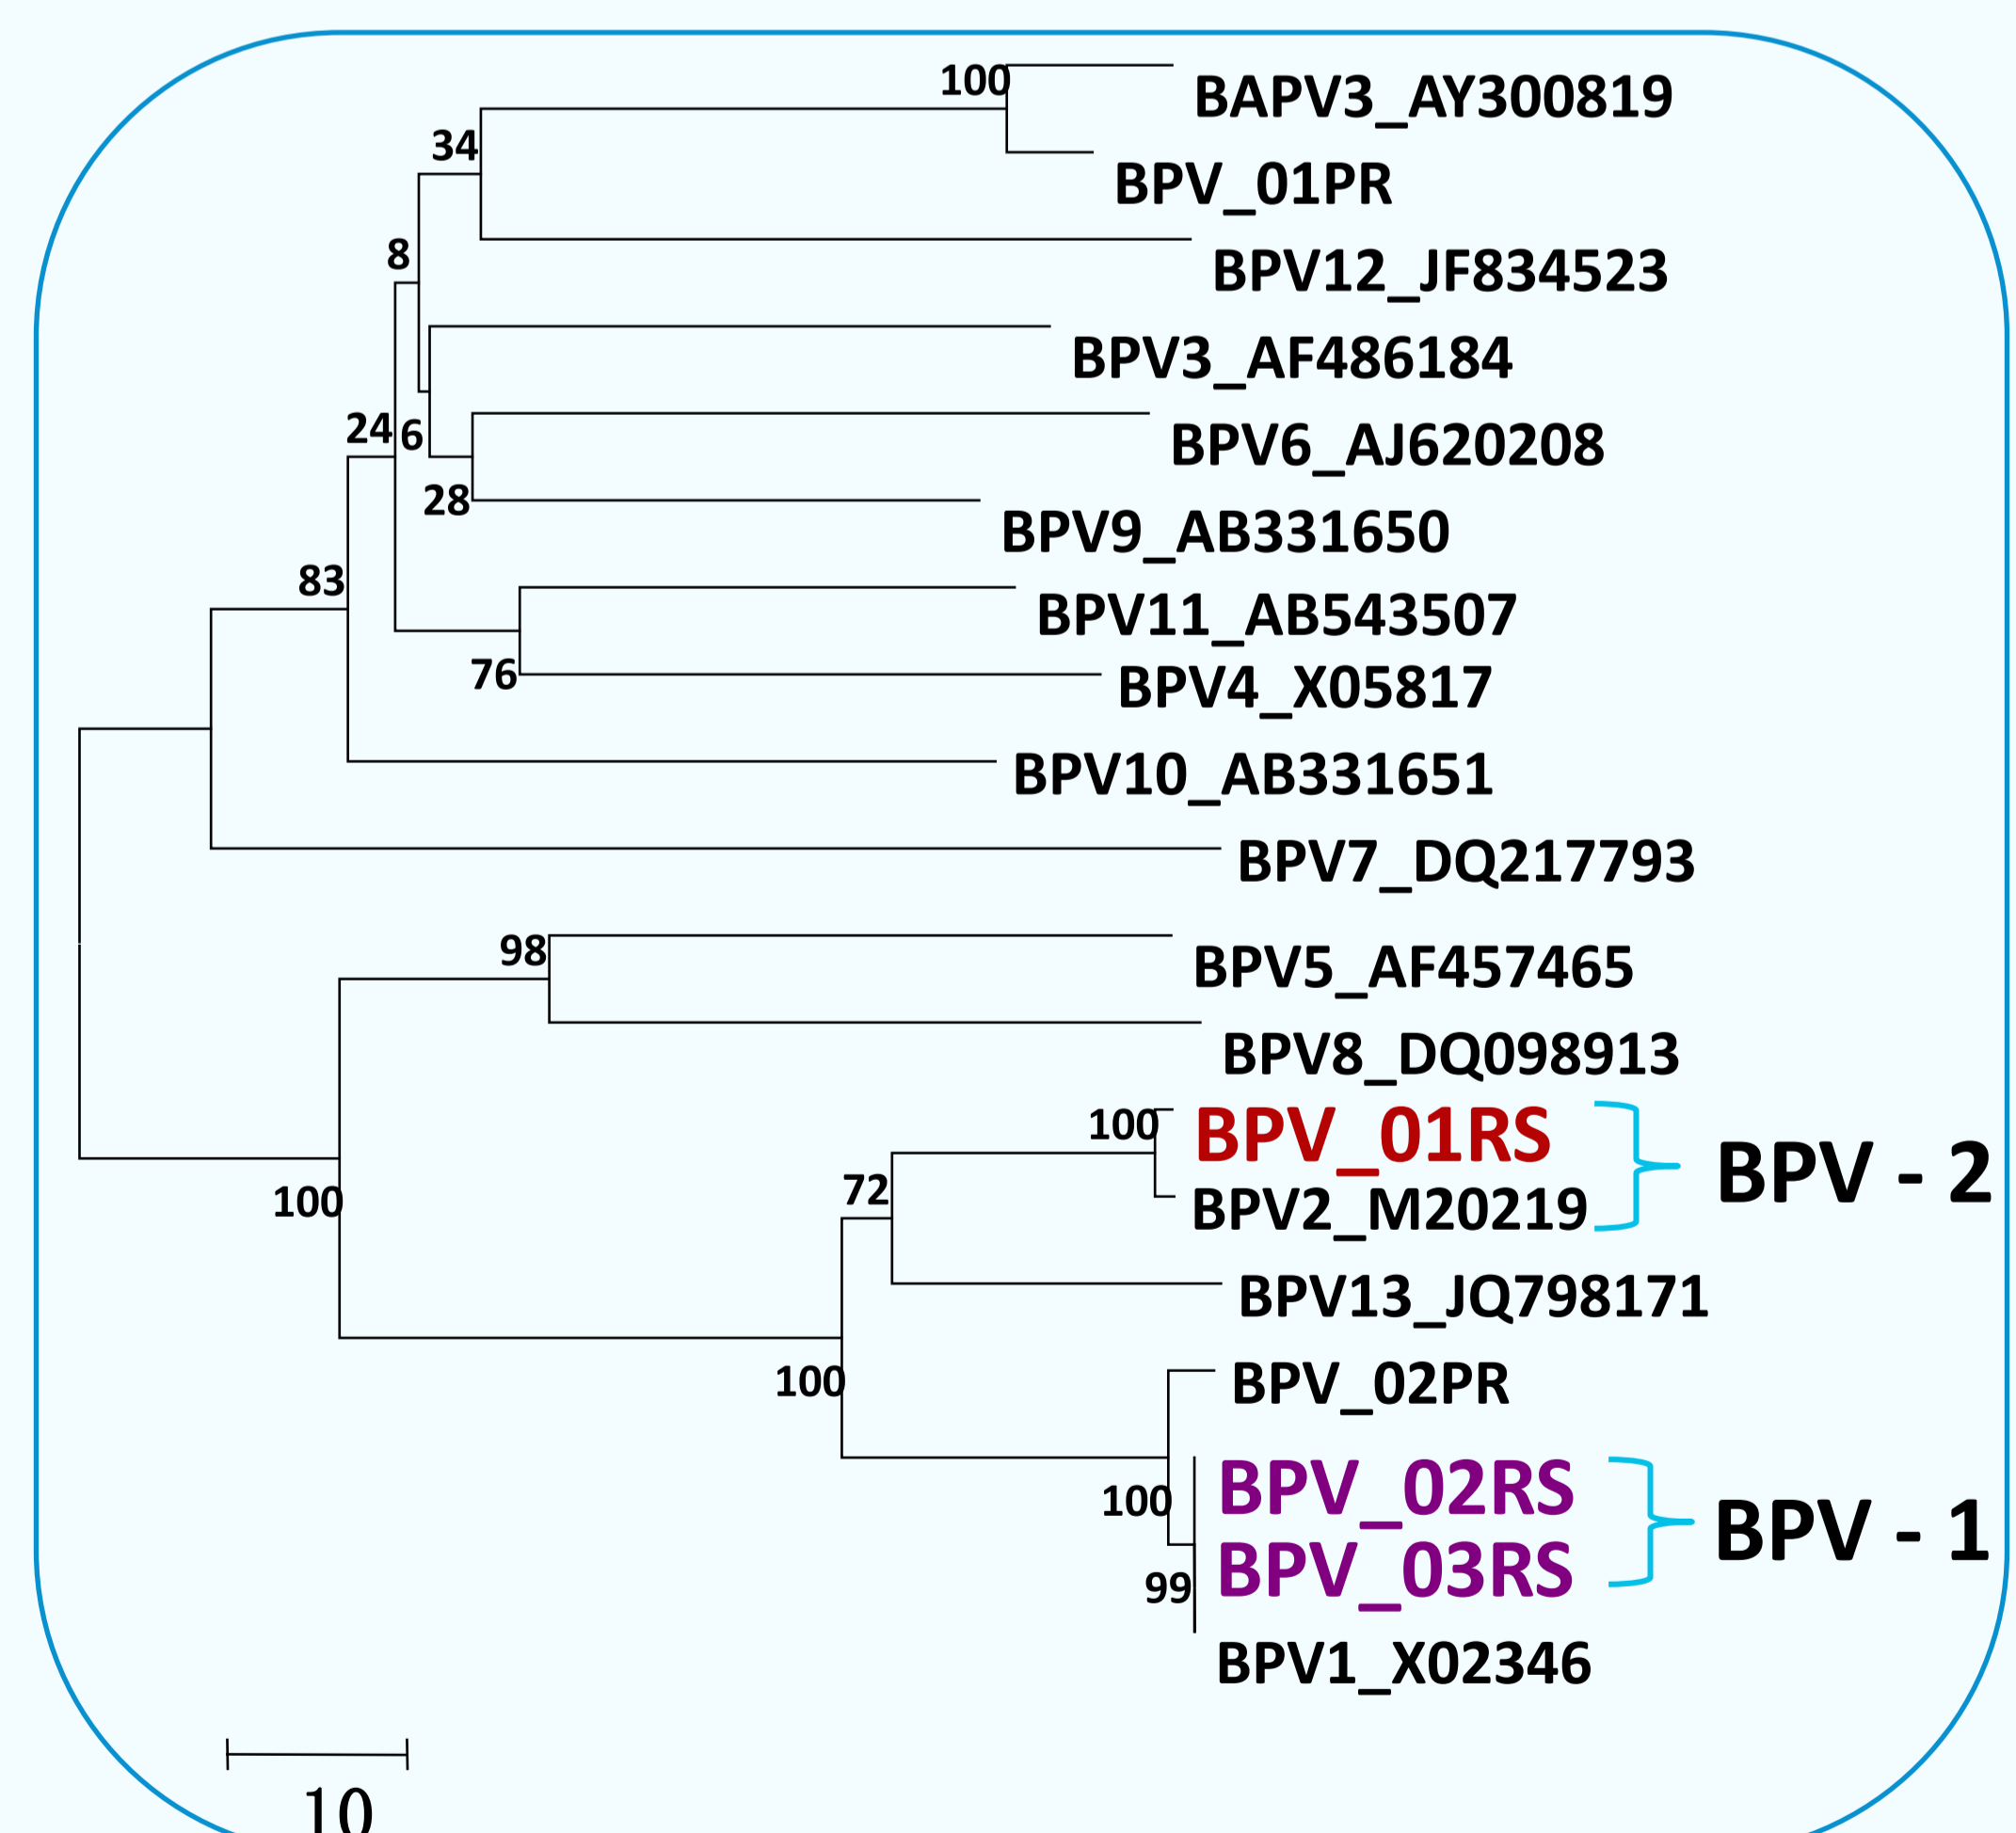 100
BAPV3_AY300819
34
BPV_01PR
8
BPV12_JF834523
BPV3_AF486184
24
6
BPV6_AJ620208
28
BPV9_AB331650
83
BPV11_AB543507
76
BPV4_X05817
BPV10_AB331651
BPV7_DQ217793
98
BPV5_AF457465
BPV8_DQ098913
100
BPV_01RS
BPV - 2
72
100
BPV2_M20219
BPV13_JQ798171
100
BPV_02PR
BPV_02RS
100
BPV - 1
BPV_03RS
99
BPV1_X02346
10